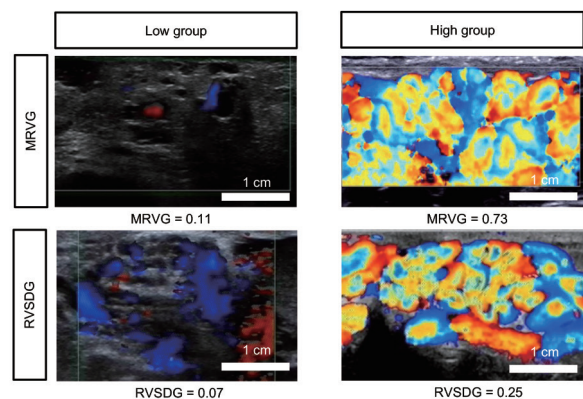 Low group
High group
MRVG
1 cm
1 cm
MRVG = 0.11
MRVG = 0.73
RVSDG
1 cm
1 cm
RVSDG = 0.07
RVSDG = 0.25